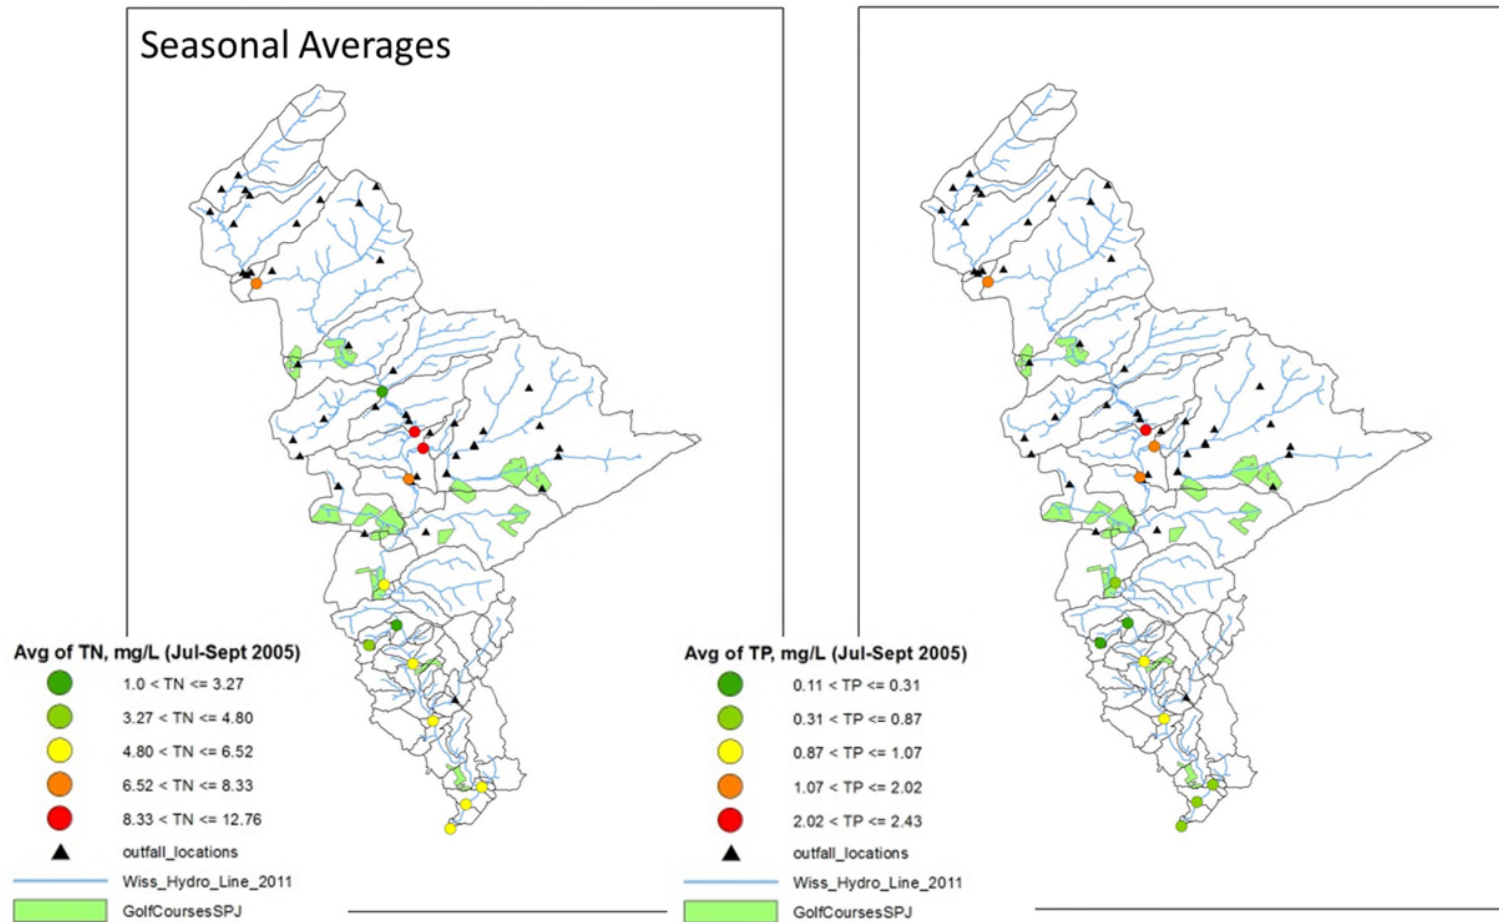 Seasonal Averages
Avg of TN, mg/L (Jul-Sept 2005)
1.0 < TN <= 3.27
3.27 < TN <= 4.80
4.80 < TN <= 6.52
6.52 < TN <= 8.33
8.33 < TN <= 12.76
outfall_locations
Wiss_Hydro_Line_2011
GolfCoursesSPJ
Avg of TP, mg/L (Jul-Sept 2005)
0.11 < TP <= 0.31
0.31 < TP <= 0.87
0.87 < TP <= 1.07
1.07 < TP <= 2.02
2.02 < TP <= 2.43
outfall_locations
Wiss_Hydro_Line_2011
GolfCoursesSPJ